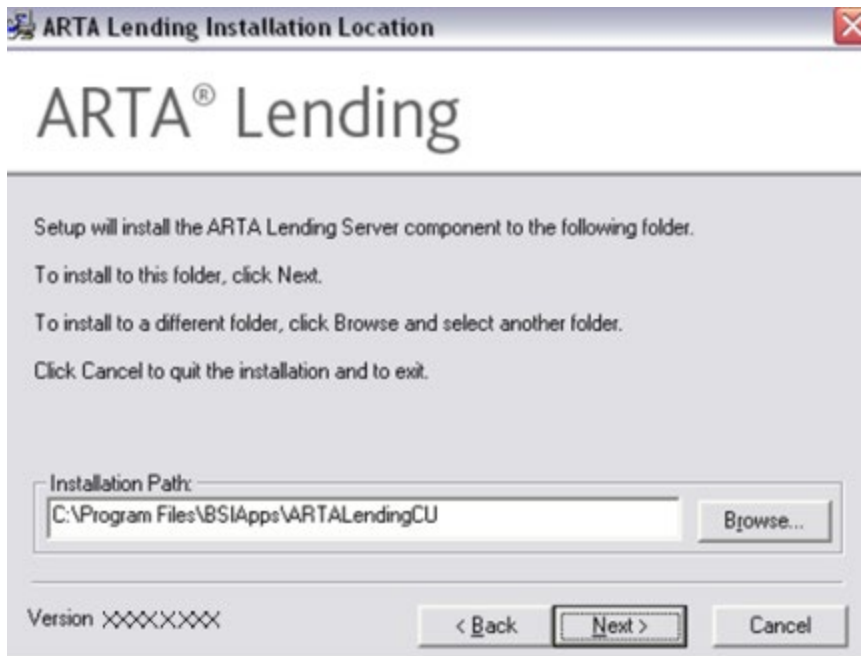 ARTA Lending Installation Location
ARTA® Lending
Setup will install the ARTA Lending Server component to the following folder.
To install to this folder, click Next.
To install to a different folder, click Browse and select another folder.
Click Cancel to quit the installation and to exit.
Installation Path:
C:\Program Files\BSIApps\ARTALendingCU
Browse...
Version XXXX.X.XXX
< Back
Next >
Cancel